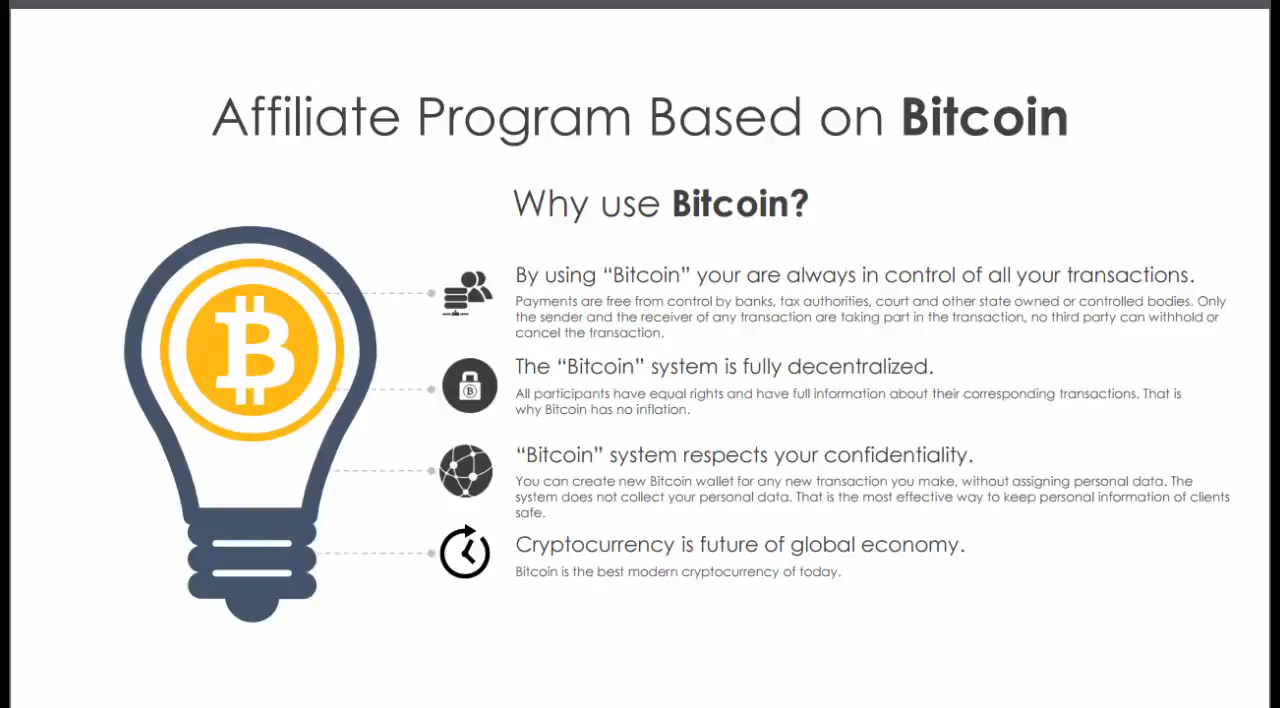 Affiliate Program Based on Bitcoin
Why use Bitcoin?
By using “Bitcoin” your are always in control of all your transactions.
Payments are free from control by banks, tax authorities, court and other state owned or controlled bodies. Only
the sender and the receiver of any transaction are taking part in the transaction, no third party can withhold or
cancel the transaction.
The “Bitcoin” system is fully decentralized.
All participants have equal rights and have full information about their corresponding transactions. That is
why Bitcoin has no inflation.
“Bitcoin” system respects your confidentiality.
You can create new Bitcoin wallet for any new transaction you make, without assigning personal data. The
system does not collect your personal data. That is the most effective way to keep personal information of clients
safe.
Cryptocurrency is future of global economy.
Bitcoin is the best modern cryptocurrency of today.